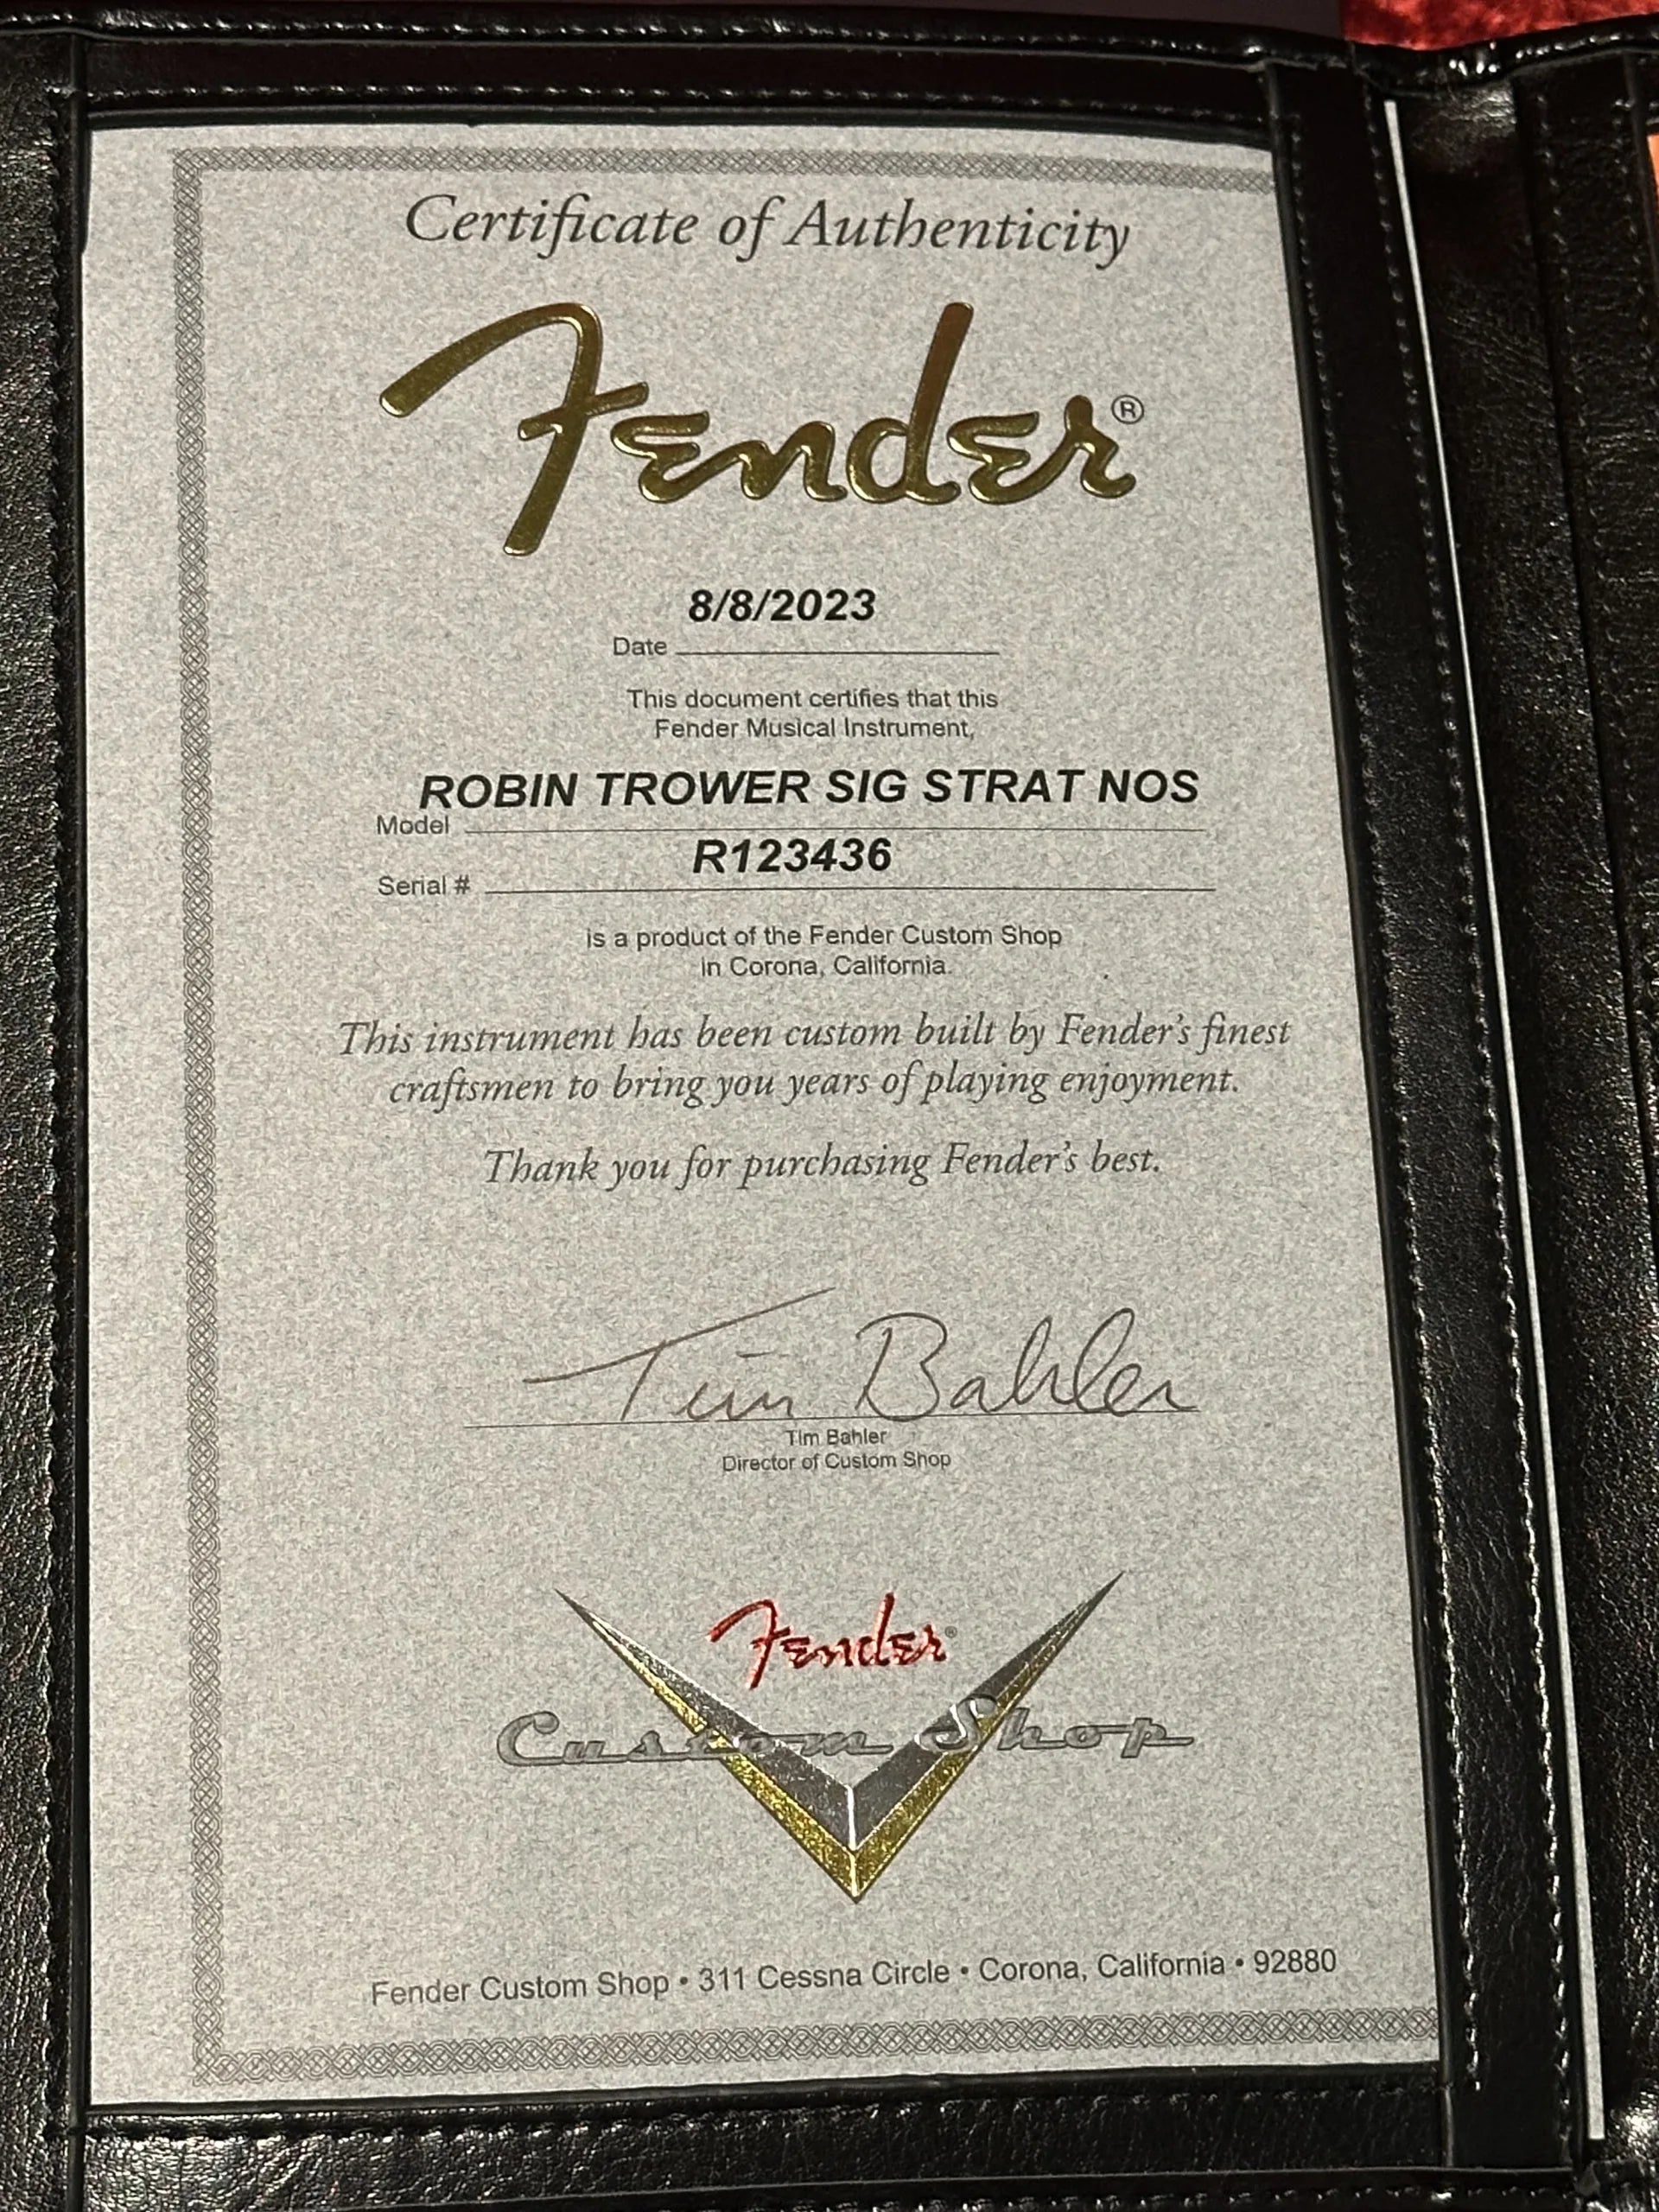 Certificate of Authenticity
Fender®
8/8/2023
Date
This document certifies that this
Fender Musical Instrument,
ROBIN TROWER SIG STRAT NOS
Model
R123436
Serial #
is a product of the Fender Custom Shop
in Corona, California.
This instrument has been custom built by Fender's finest
craftsmen to bring you years of playing enjoyment.
Thank you for purchasing Fender's best.
Tim Bahler
Tim Bahler
Director of Custom Shop
Fender®
Custom Shop
Fender Custom Shop • 311 Cessna Circle • Corona, California • 92880